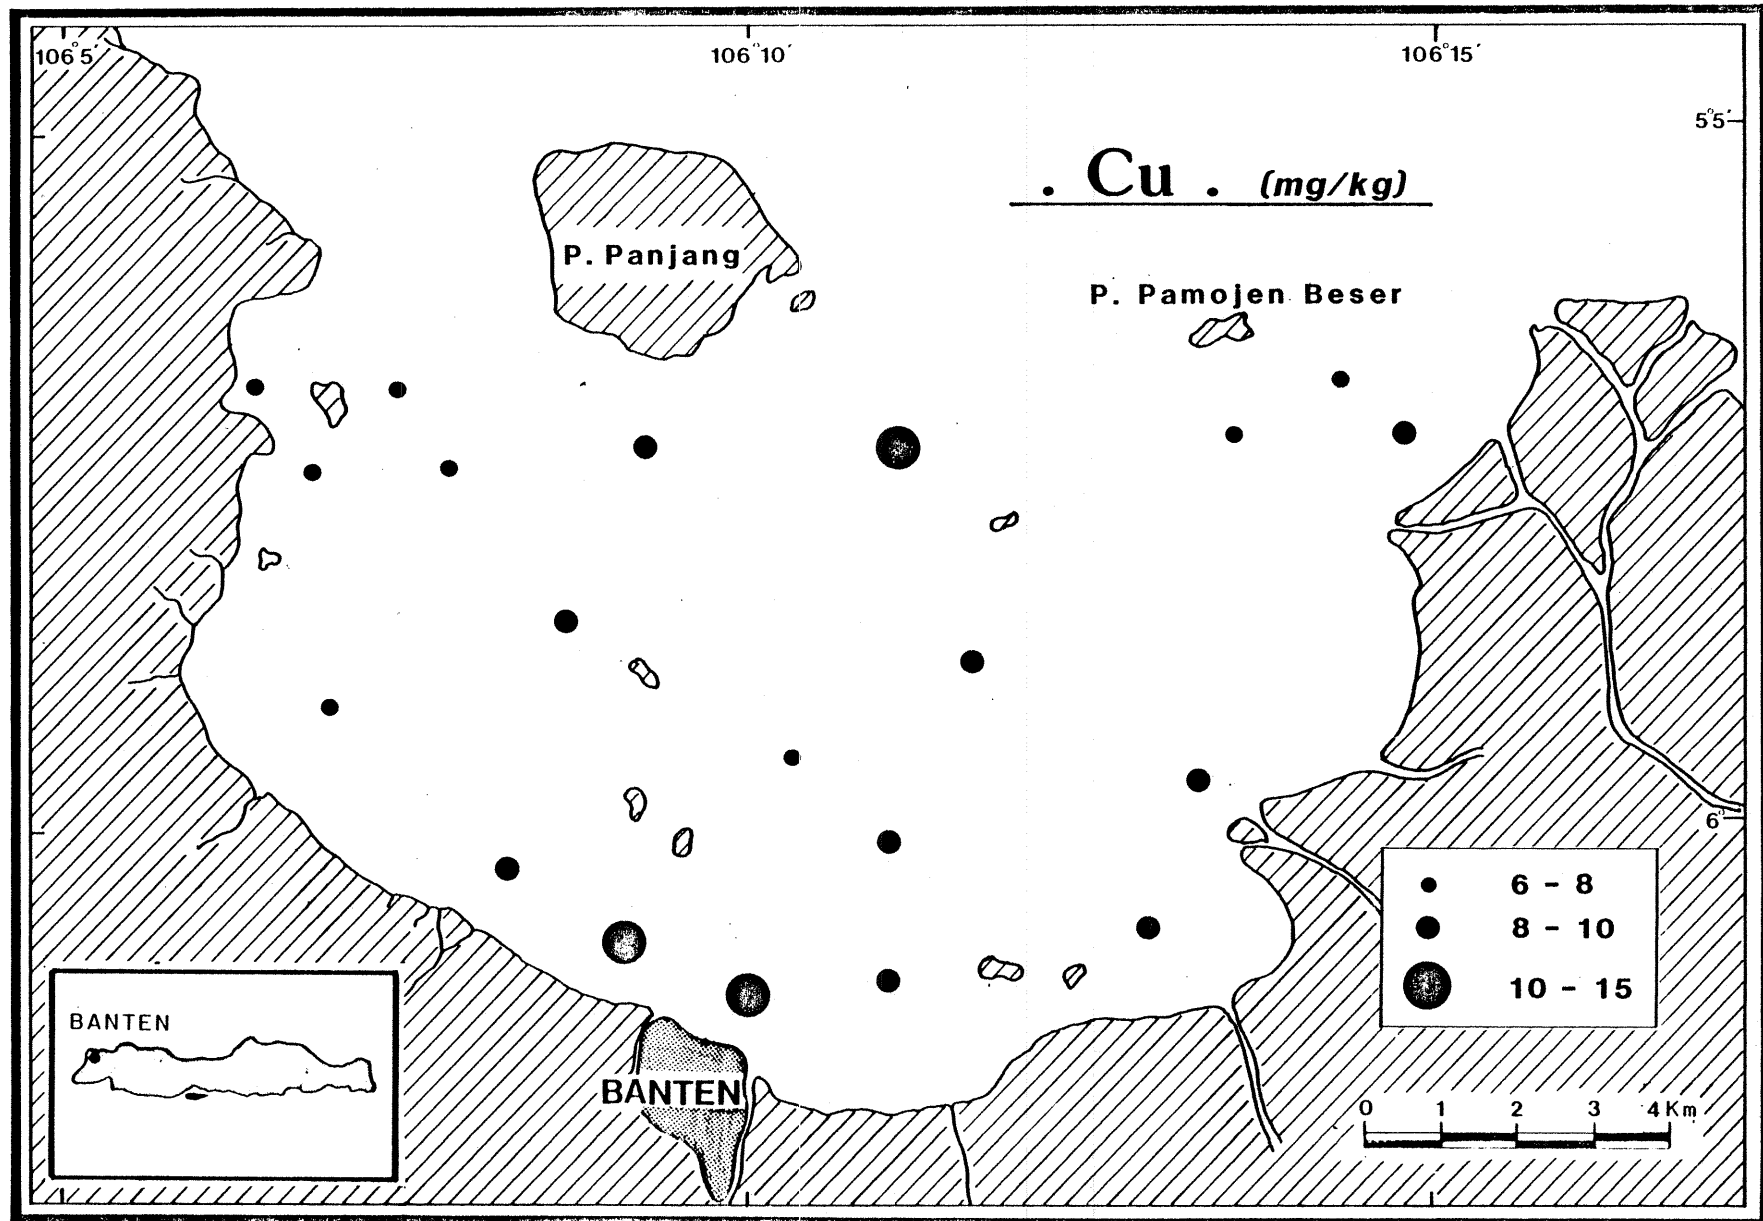 106°5'
106°10'
106°15'
5°5'
. Cu . (mg/kg)
P. Panjang
P. Pamojen Beser
6°
6 - 8
8 - 10
10 - 15
BANTEN
BANTEN
0 1 2 3 4 Km